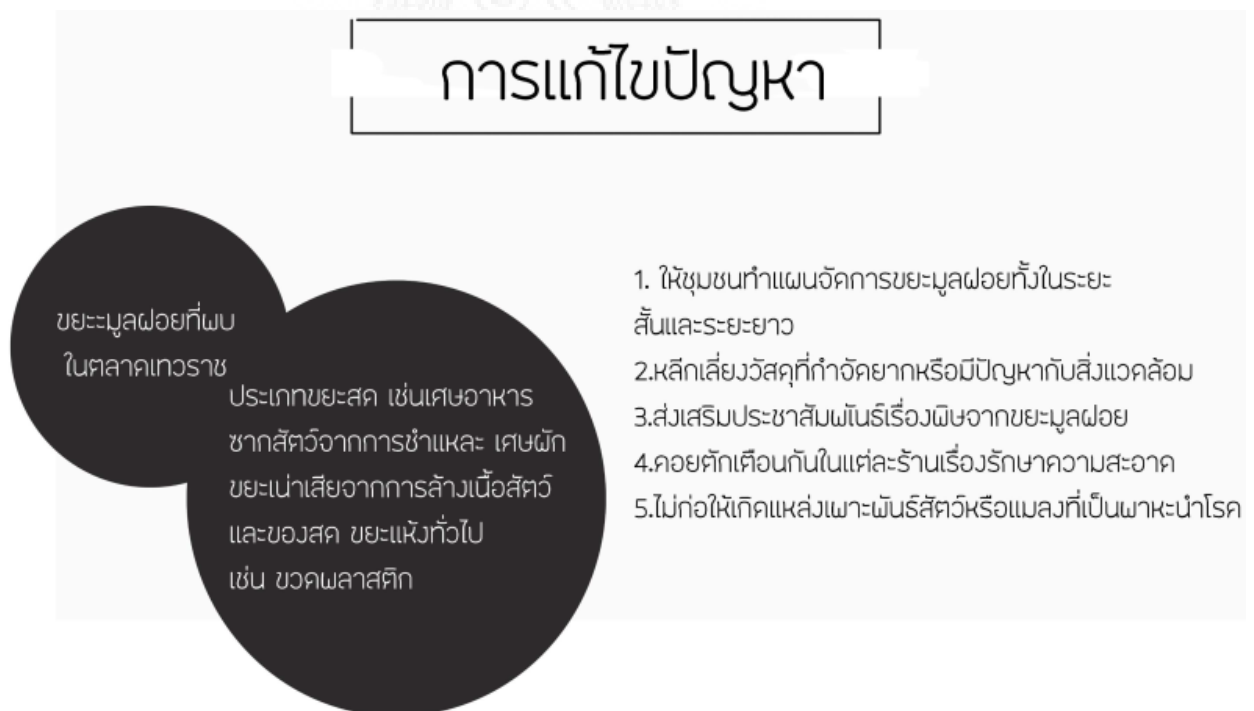 การแก้ไขปัญหา
ขยะะมูลฝอยที่พบ
ในตลาดเทวราช
ประเภทขยะสด เช่นเศษอาหาร
ซากสัตว์จากการชำแหละ เศษผัก
ขยะเน่าเสียจากการล้างเนื้อสัตว์
และของสด ขยะแห้งทั่วไป
เช่น ขวดพลาสติก
1. ให้ชุมชนทำแผนจัดการขยะมูลฝอยทั้งในระยะ
สั้นและระยะยาว
2.หลีกเลี่ยงวัสดุที่กำจัดยากหรือมีปัญหากับสิ่งแวดล้อม
3.ส่งเสริมประชาสัมพันธ์เรื่องพิษจากขยะมูลฝอย
4.คอยตักเตือนกันในแต่ละร้านเรื่องรักษาความสะอาด
5.ไม่ก่อให้เกิดแหล่งเพาะพันธ์สัตว์หรือแมลงที่เป็นพาหะนำโรค